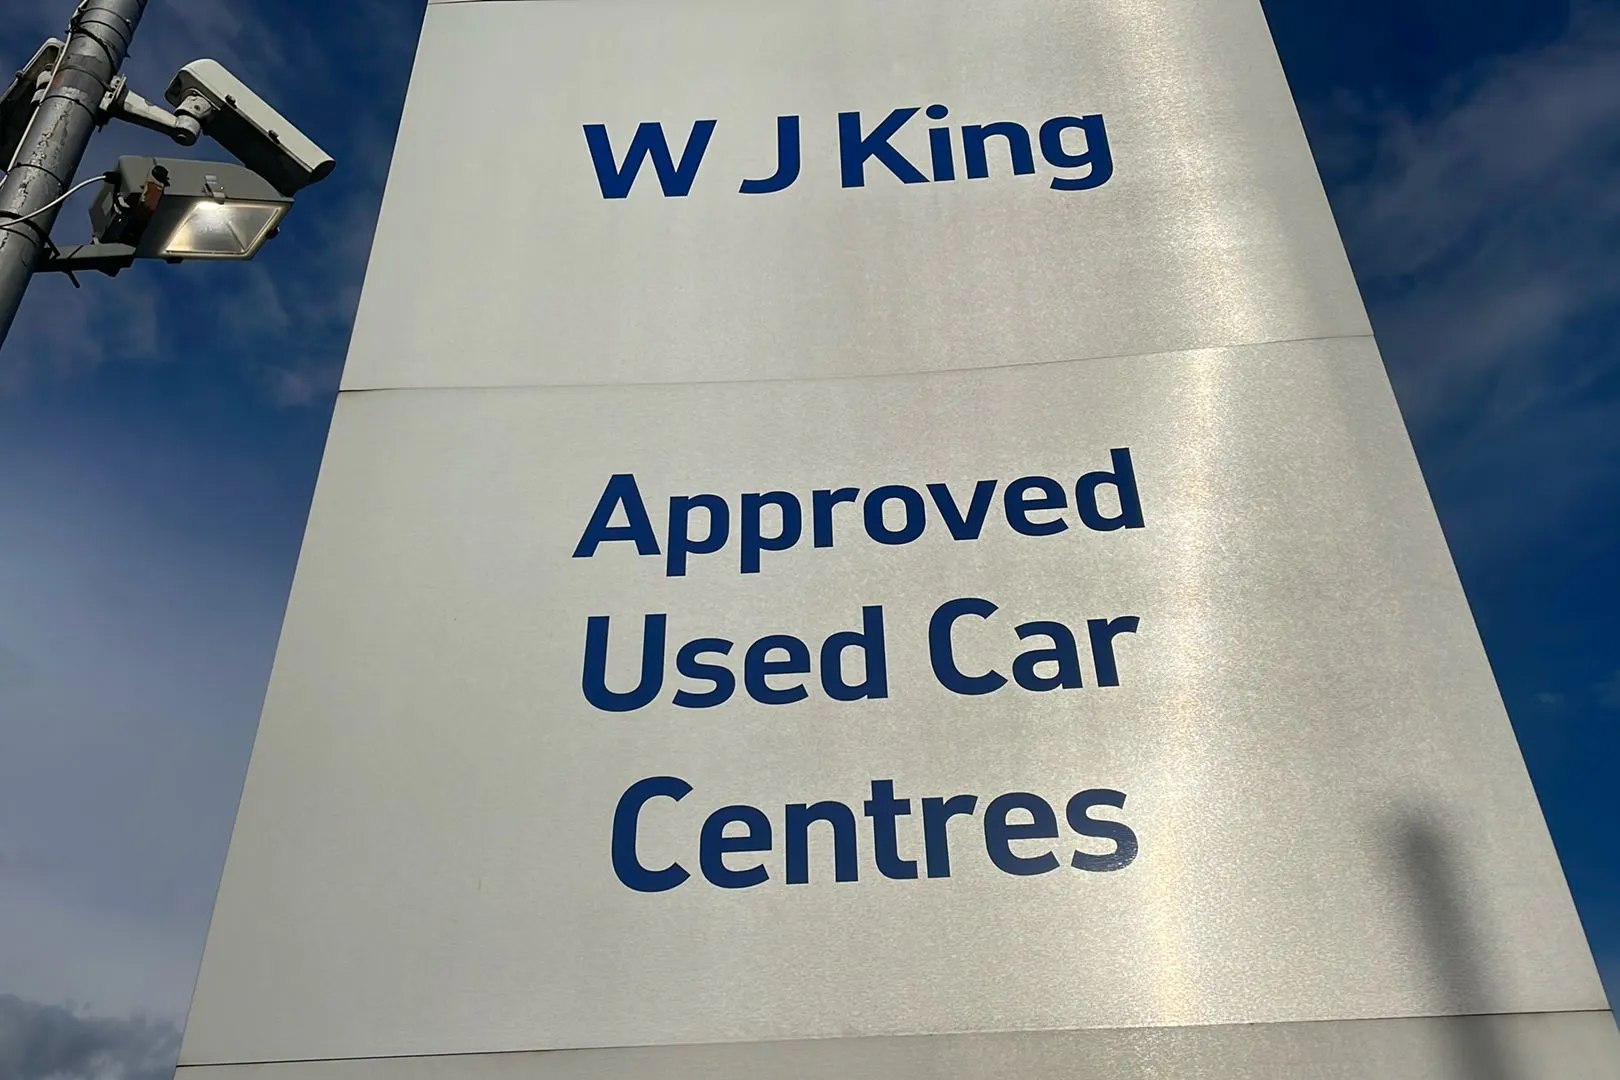 W J King
Approved
Used Car
Centres